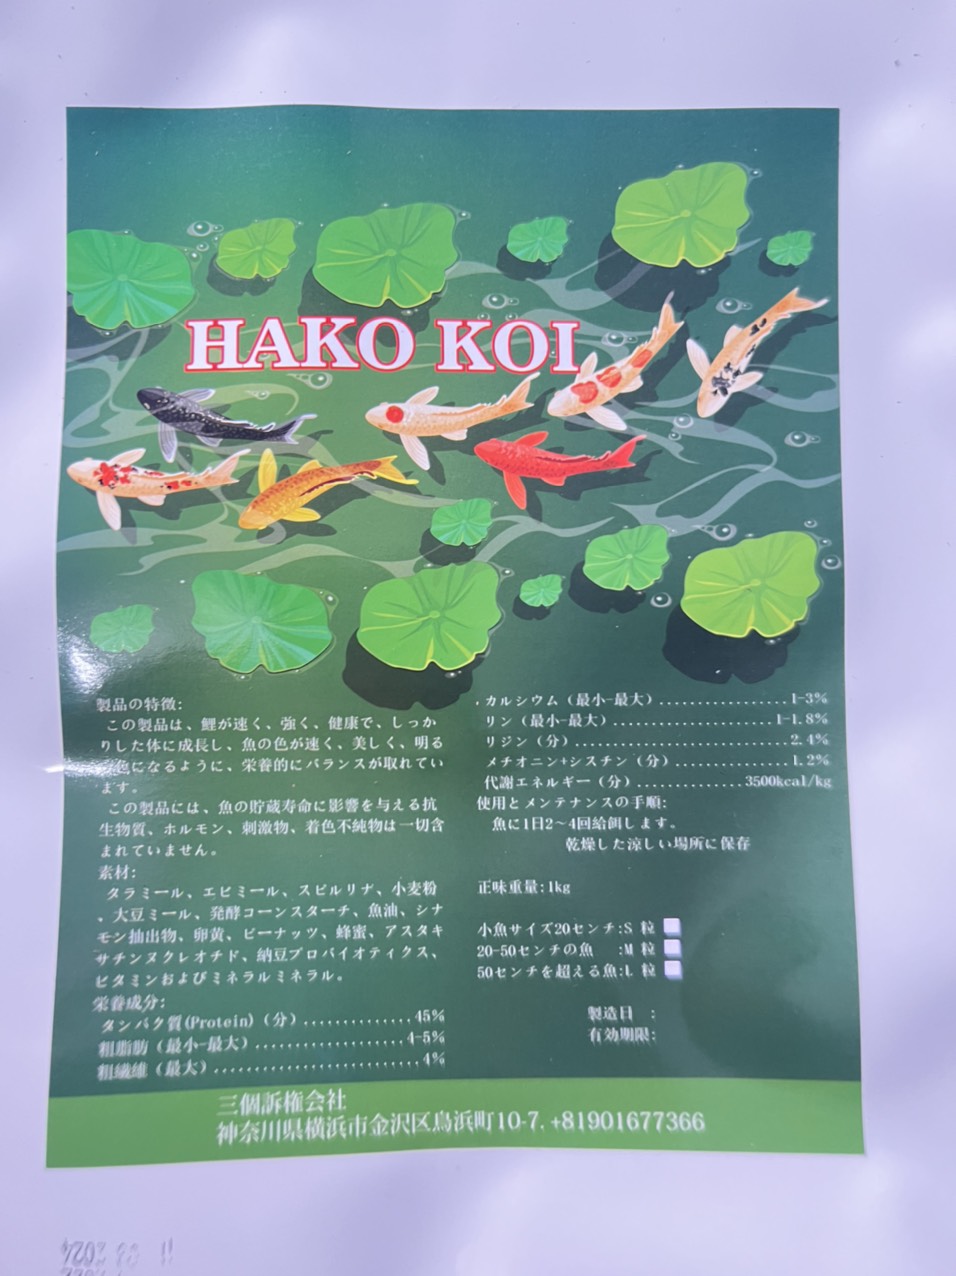 HAKO KOI
製品の特徴:
この製品は、鯉が速く、強く、健康で、しっか
りした体に成長し、魚の色が速く、美しく、明る
色になるように、栄養的にバランスが取れてい
ます。
この製品には、魚の貯蔵寿命に影響を与える抗
生物質、ホルモン、刺激物、着色不純物は一切含
まれていません。
素材:
タラミール、エビミール、スピルリナ、小麦粉
、大豆ミール、発酵コーンスターチ、魚油、シナ
モン抽出物、卵黄、ピーナッツ、蜂蜜、アスタキ
サチンヌクレオチド、納豆プロバイオティクス、
ビタミンおよびミネラルミネラル。
栄養成分:
タンパク質(Protein)（分）..............45%
粗脂肪（最小-最大）...................4-5%
粗繊維（最大）.........................4%
.カルシウム（最小-最大）................1-3%
リン（最小-最大）....................1-1.8%
リジン（分）..........................2.4%
メチオニン+シスチン（分）..............1.2%
代謝エネルギー（分）.............3500kcal/kg
使用とメンテナンスの手順:
魚に1日2～4回給餌します。
乾燥した涼しい場所に保存
正味重量:1kg
小魚サイズ20センチ:S 粒
20-50センチの魚 :M 粒
50センチを超える魚:L 粒
製造日 :
有効期限:
三個訴権会社
神奈川県横浜市金沢区鳥浜町10-7. +81901677366